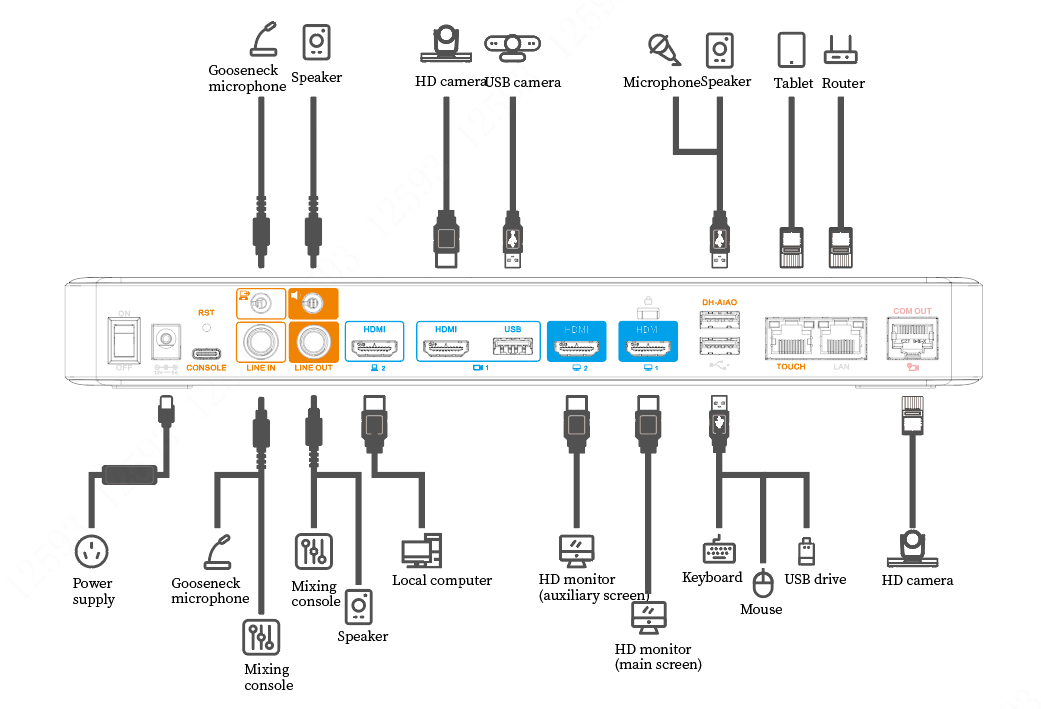 Gooseneck
microphone
Speaker
HD camera
USB camera
Microphone
Speaker
Tablet
Router
ON
OFF
RST
CONSOLE
LINE IN
LINE OUT
HDMI
2
HDMI
USB
1
HDMI
2
HDMI
1
DH-AIAO
TOUCH
LAN
COM OUT
Power
supply
Gooseneck
microphone
Mixing
console
Mixing
console
Speaker
Local computer
HD monitor
(auxiliary screen)
HD monitor
(main screen)
Keyboard
Mouse
USB drive
HD camera